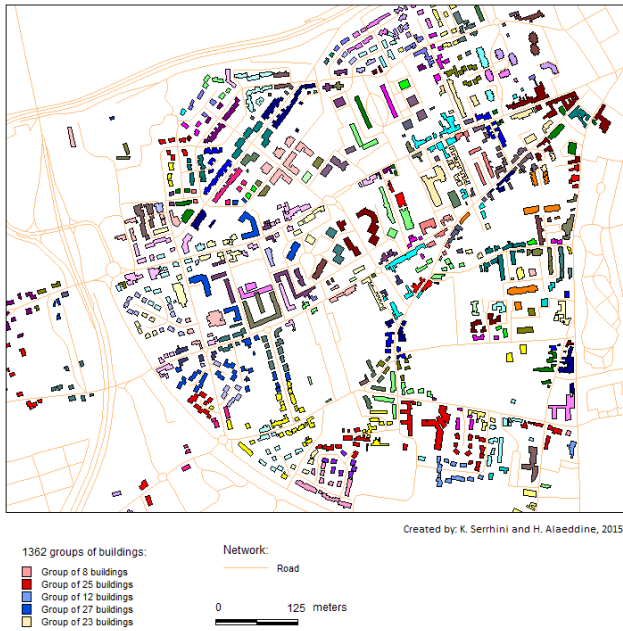 Created by: K. Serrhini and H. Alaeddine, 2015
1362 groups of buildings:
Group of 8 buildings
Group of 25 buildings
Group of 12 buildings
Group of 27 buildings
Group of 23 buildings
Network:
Road
0 125 meters